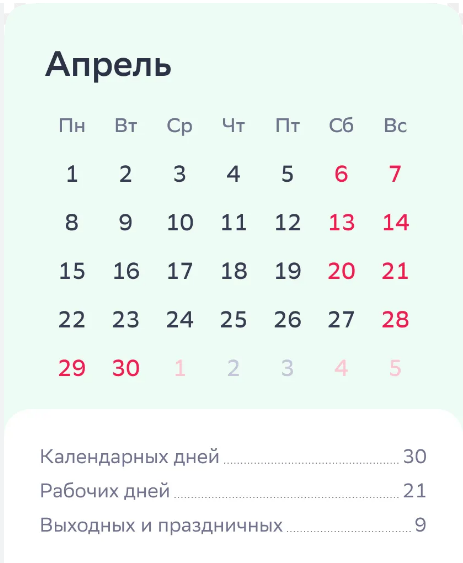 Апрель
Пн Вт Ср Чт Пт Сб Вс
1 2 3 4 5 6 7
8 9 10 11 12 13 14
15 16 17 18 19 20 21
22 23 24 25 26 27 28
29 30 1 2 3 4 5
Календарных дней 30
Рабочих дней 21
Выходных и праздничных 9